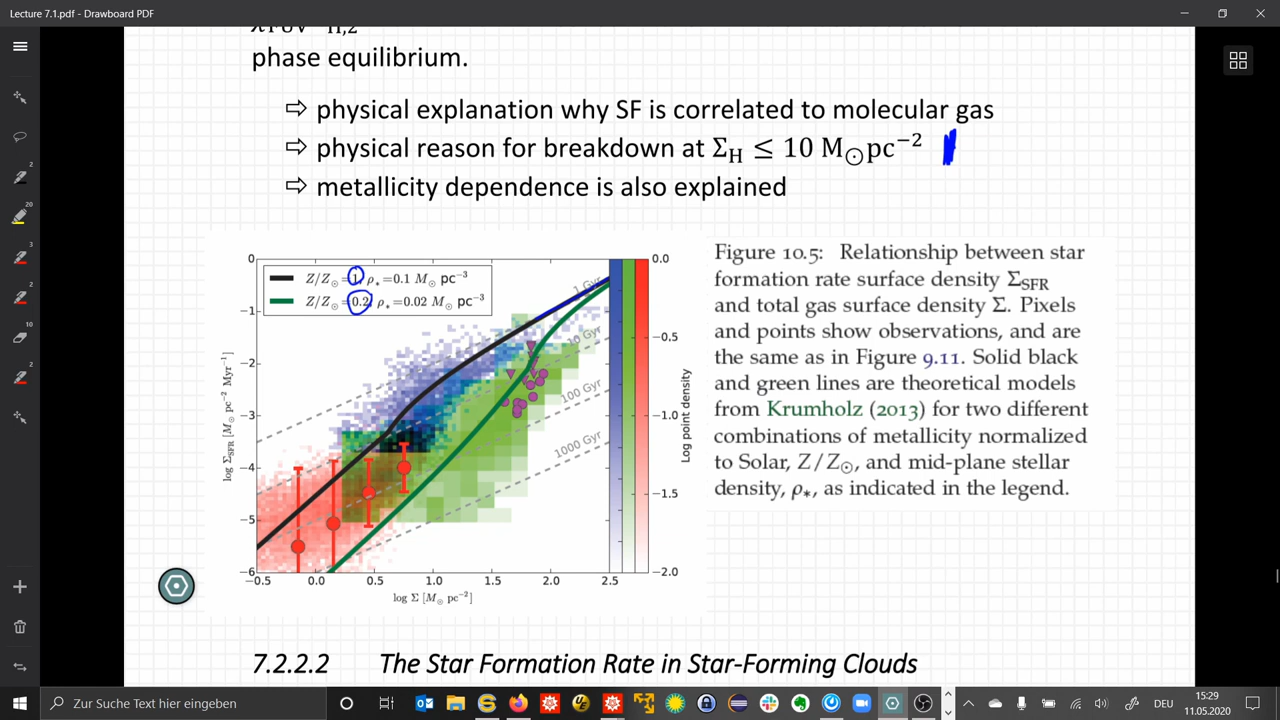 Lecture 7.1.pdf - Drawboard PDF
phase equilibrium.
⇨ physical explanation why SF is correlated to molecular gas
⇨ physical reason for breakdown at Σ_H ≤ 10 M_⊙pc⁻²
⇨ metallicity dependence is also explained
Z/Z_⊙=1, ρ_*=0.1 M_⊙ pc⁻³
Z/Z_⊙=0.2, ρ_*=0.02 M_⊙ pc⁻³
0
−1
−2
−3
−4
−5
−6
log Σ_SFR [M_⊙ pc⁻² Myr⁻¹]
1 Gyr
10 Gyr
100 Gyr
1000 Gyr
−0.5 0.0 0.5 1.0 1.5 2.0 2.5
log Σ [M_⊙ pc⁻²]
0.0
−0.5
−1.0
−1.5
−2.0
Log point density
Figure 10.5: Relationship between star
formation rate surface density Σ_SFR
and total gas surface density Σ. Pixels
and points show observations, and are
the same as in Figure 9.11. Solid black
and green lines are theoretical models
from Krumholz (2013) for two different
combinations of metallicity normalized
to Solar, Z/Z_⊙, and mid-plane stellar
density, ρ_*, as indicated in the legend.
7.2.2.2 The Star Formation Rate in Star-Forming Clouds
2
20
3
2
10
2
Zur Suche Text hier eingeben
DEU
15:29
11.05.2020